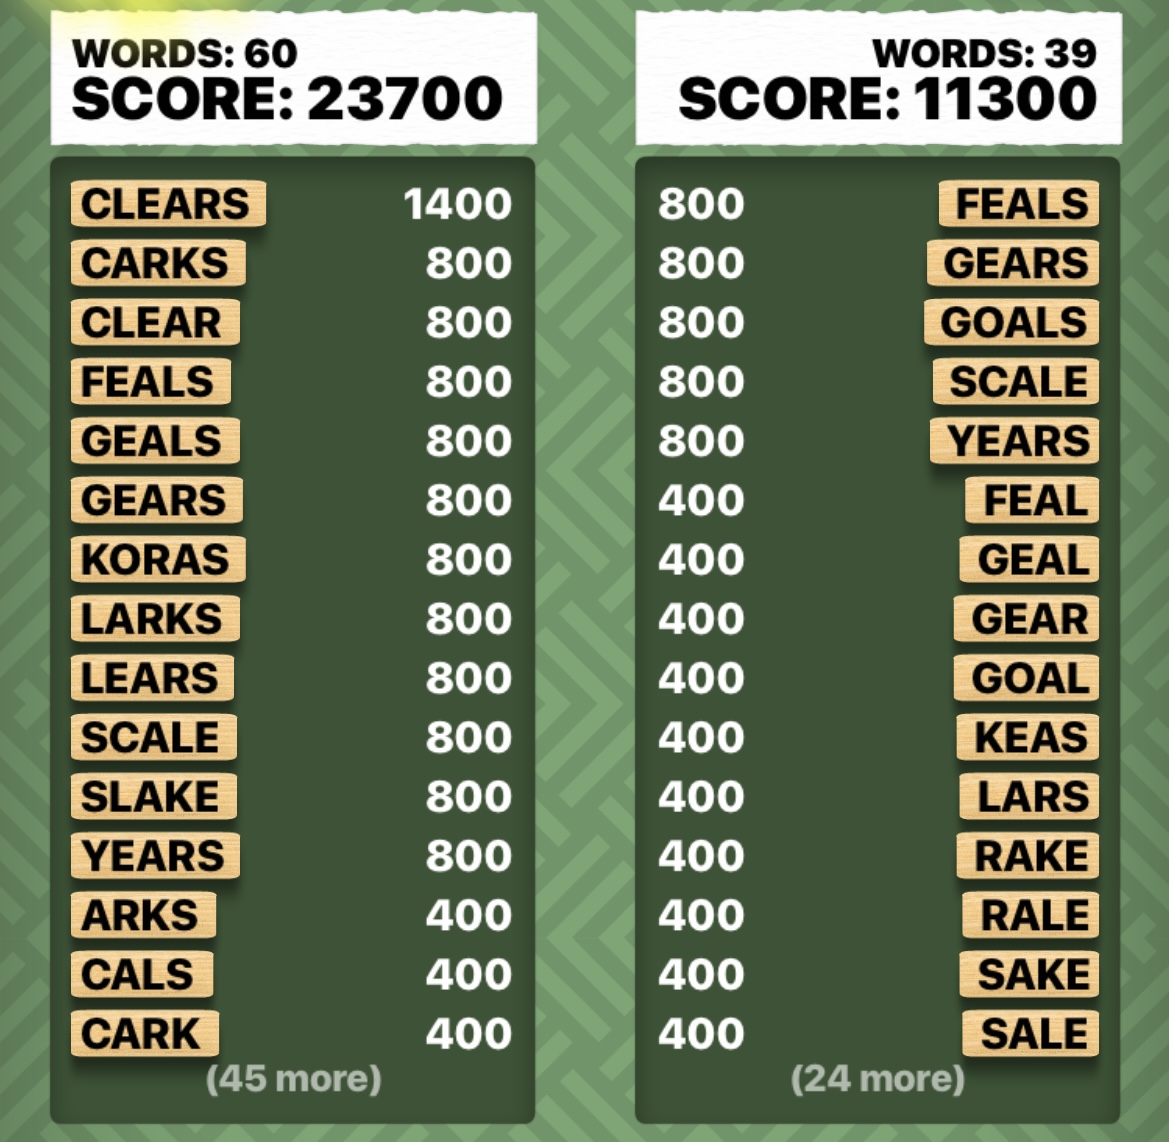 WORDS: 60
SCORE: 23700
CLEARS 1400
CARKS 800
CLEAR 800
FEALS 800
GEALS 800
GEARS 800
KORAS 800
LARKS 800
LEARS 800
SCALE 800
SLAKE 800
YEARS 800
ARKS 400
CALS 400
CARK 400
(45 more)
WORDS: 39
SCORE: 11300
800 FEALS
800 GEARS
800 GOALS
800 SCALE
800 YEARS
400 FEAL
400 GEAL
400 GEAR
400 GOAL
400 KEAS
400 LARS
400 RAKE
400 RALE
400 SAKE
400 SALE
(24 more)